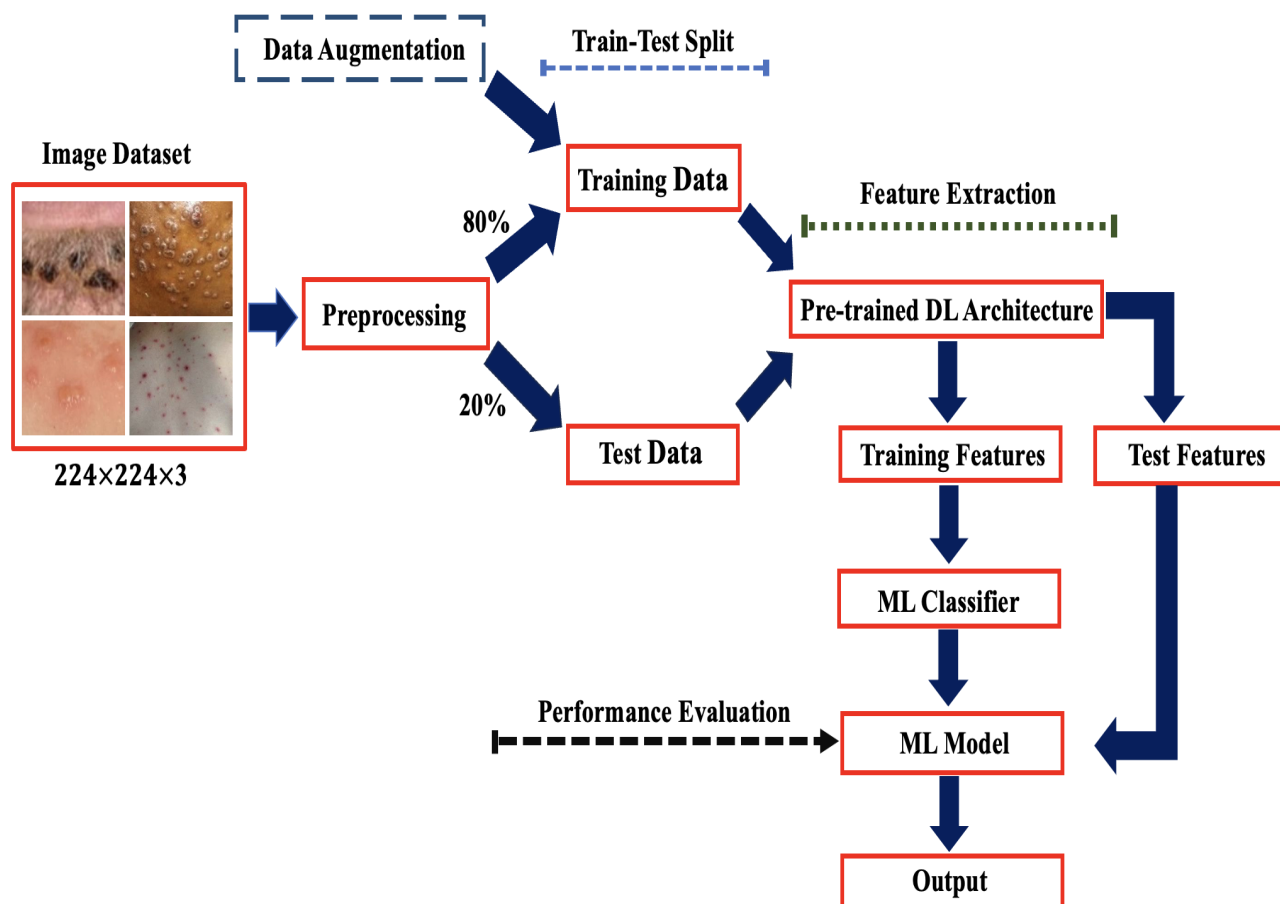 Data Augmentation
Train-Test Split
Image Dataset
Training Data
80%
Feature Extraction
Preprocessing
Pre-trained DL Architecture
20%
Test Data
Training Features
Test Features
224×224×3
ML Classifier
Performance Evaluation
ML Model
Output